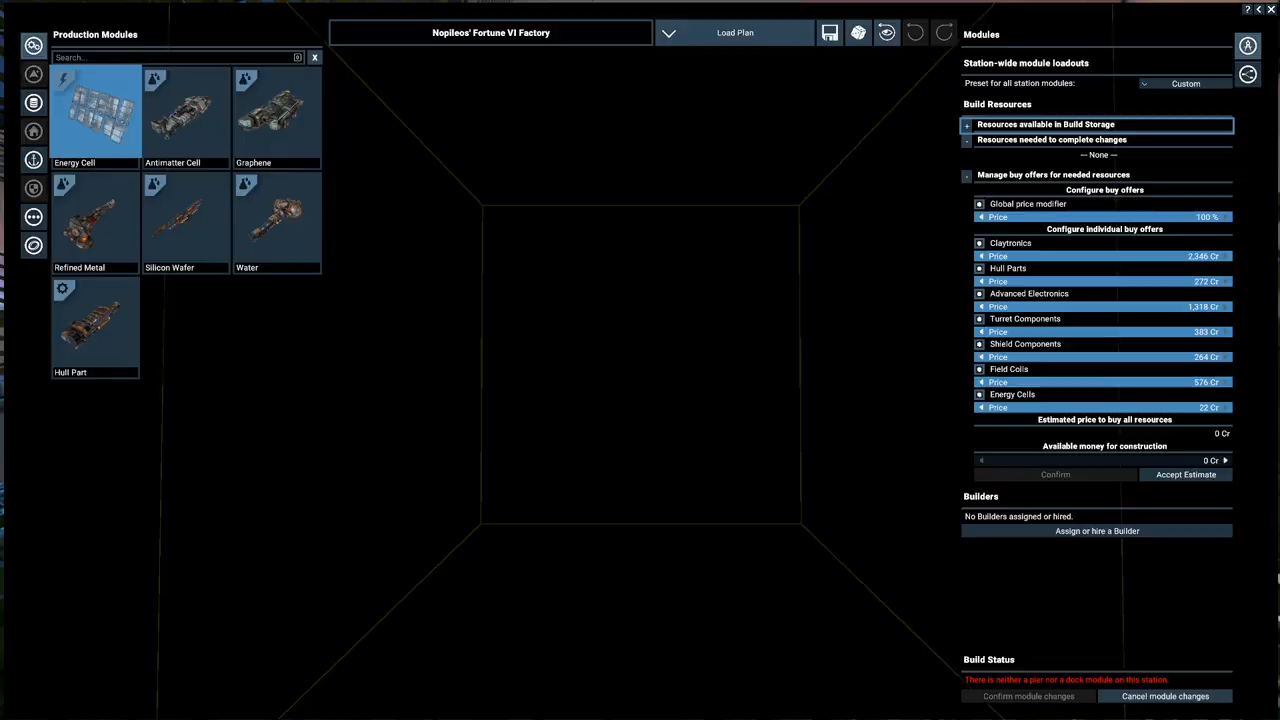 Production Modules
Search...
X
Energy Cell
Antimatter Cell
Graphene
Refined Metal
Silicon Wafer
Water
Hull Part
Nopileos' Fortune VI Factory
Load Plan
?
Modules
Station-wide module loadouts
Preset for all station modules:
Custom
Build Resources
+ Resources available in Build Storage
- Resources needed to complete changes
--- None ---
- Manage buy offers for needed resources
Configure buy offers
Global price modifier
Price 100 %
Configure individual buy offers
Claytronics
Price 2,346 Cr
Hull Parts
Price 272 Cr
Advanced Electronics
Price 1,318 Cr
Turret Components
Price 383 Cr
Shield Components
Price 264 Cr
Field Coils
Price 576 Cr
Energy Cells
Price 22 Cr
Estimated price to buy all resources
0 Cr
Available money for construction
0 Cr
Confirm
Accept Estimate
Builders
No Builders assigned or hired.
Assign or hire a Builder
Build Status
There is neither a pier nor a dock module on this station.
Confirm module changes
Cancel module changes